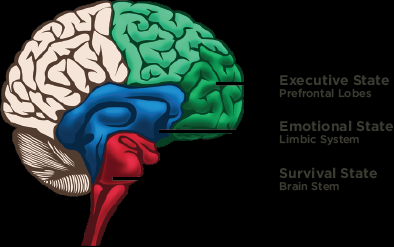 Executive State
Prefrontal Lobes
Emotional State
Limbic System
Survival State
Brain Stem